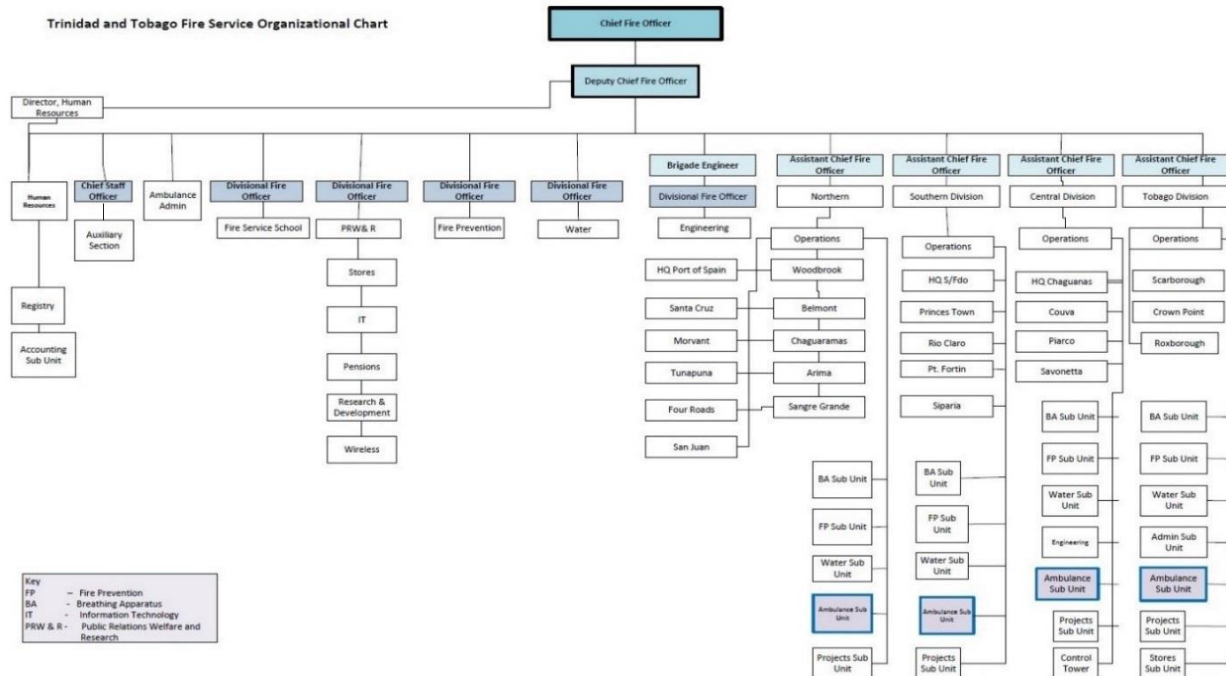 Trinidad and Tobago Fire Service Organizational Chart
Chief Fire Officer
Deputy Chief Fire Officer
Director, Human
Resources
Human
Resources
Registry
Accounting
Sub Unit
Chief Staff
Officer
Auxiliary
Section
Ambulance
Admin
Divisional Fire
Officer
Fire Service School
Divisional Fire
Officer
PRW& R
Stores
IT
Pensions
Research &
Development
Wireless
Divisional Fire
Officer
Fire Prevention
Divisional Fire
Officer
Water
Brigade Engineer
Divisional Fire Officer
Engineering
Assistant Chief Fire
Officer
Northern
Operations
HQ Port of Spain
Woodbrook
Santa Cruz
Belmont
Morvant
Chaguaramas
Tunapuna
Arima
Four Roads
Sangre Grande
San Juan
BA Sub Unit
FP Sub Unit
Water Sub
Unit
Ambulance Sub
Unit
Projects Sub
Unit
Assistant Chief Fire
Officer
Southern Division
Operations
HQ S/Fdo
Princes Town
Rio Claro
Pt. Fortin
Siparia
BA Sub
Unit
FP Sub
Unit
Water Sub
Unit
Ambulance Sub
Unit
Projects Sub
Unit
Assistant Chief Fire
Officer
Central Division
Operations
HQ Chaguanas
Couva
Piarco
Savonetta
BA Sub Unit
FP Sub Unit
Water Sub
Unit
Engineering
Ambulance
Sub Unit
Projects
Sub Unit
Control
Tower
Assistant Chief Fire
Officer
Tobago Division
Operations
Scarborough
Crown Point
Roxborough
BA Sub Unit
FP Sub Unit
Water Sub
Unit
Admin Sub
Unit
Ambulance
Sub Unit
Projects
Sub Unit
Stores
Sub Unit
Key
FP – Fire Prevention
BA - Breathing Apparatus
IT - Information Technology
PRW & R - Public Relations Welfare and
Research